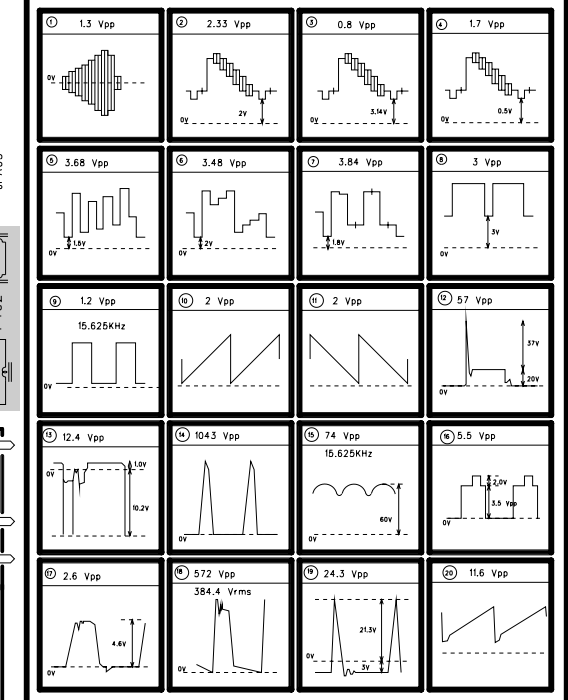 1 1.3 Vpp
0V
2 2.33 Vpp
2V
0V
3 0.8 Vpp
3.14V
0V
4 1.7 Vpp
0.5V
0V
5 3.68 Vpp
1.5V
0V
6 3.48 Vpp
2V
0V
7 3.84 Vpp
1.8V
0V
8 3 Vpp
3V
0V
9 1.2 Vpp
15.625KHz
0V
10 2 Vpp
11 2 Vpp
12 57 Vpp
37V
20V
0V
13 12.4 Vpp
0V
1.0V
10.2V
14 1043 Vpp
15 74 Vpp
15.625KHz
60V
0V
16 5.5 Vpp
2.0V
3.5 Vpp
0V
17 2.6 Vpp
4.6V
0V
18 572 Vpp
384.4 Vrms
0V
19 24.3 Vpp
21.3V
3V
0V
20 11.6 Vpp